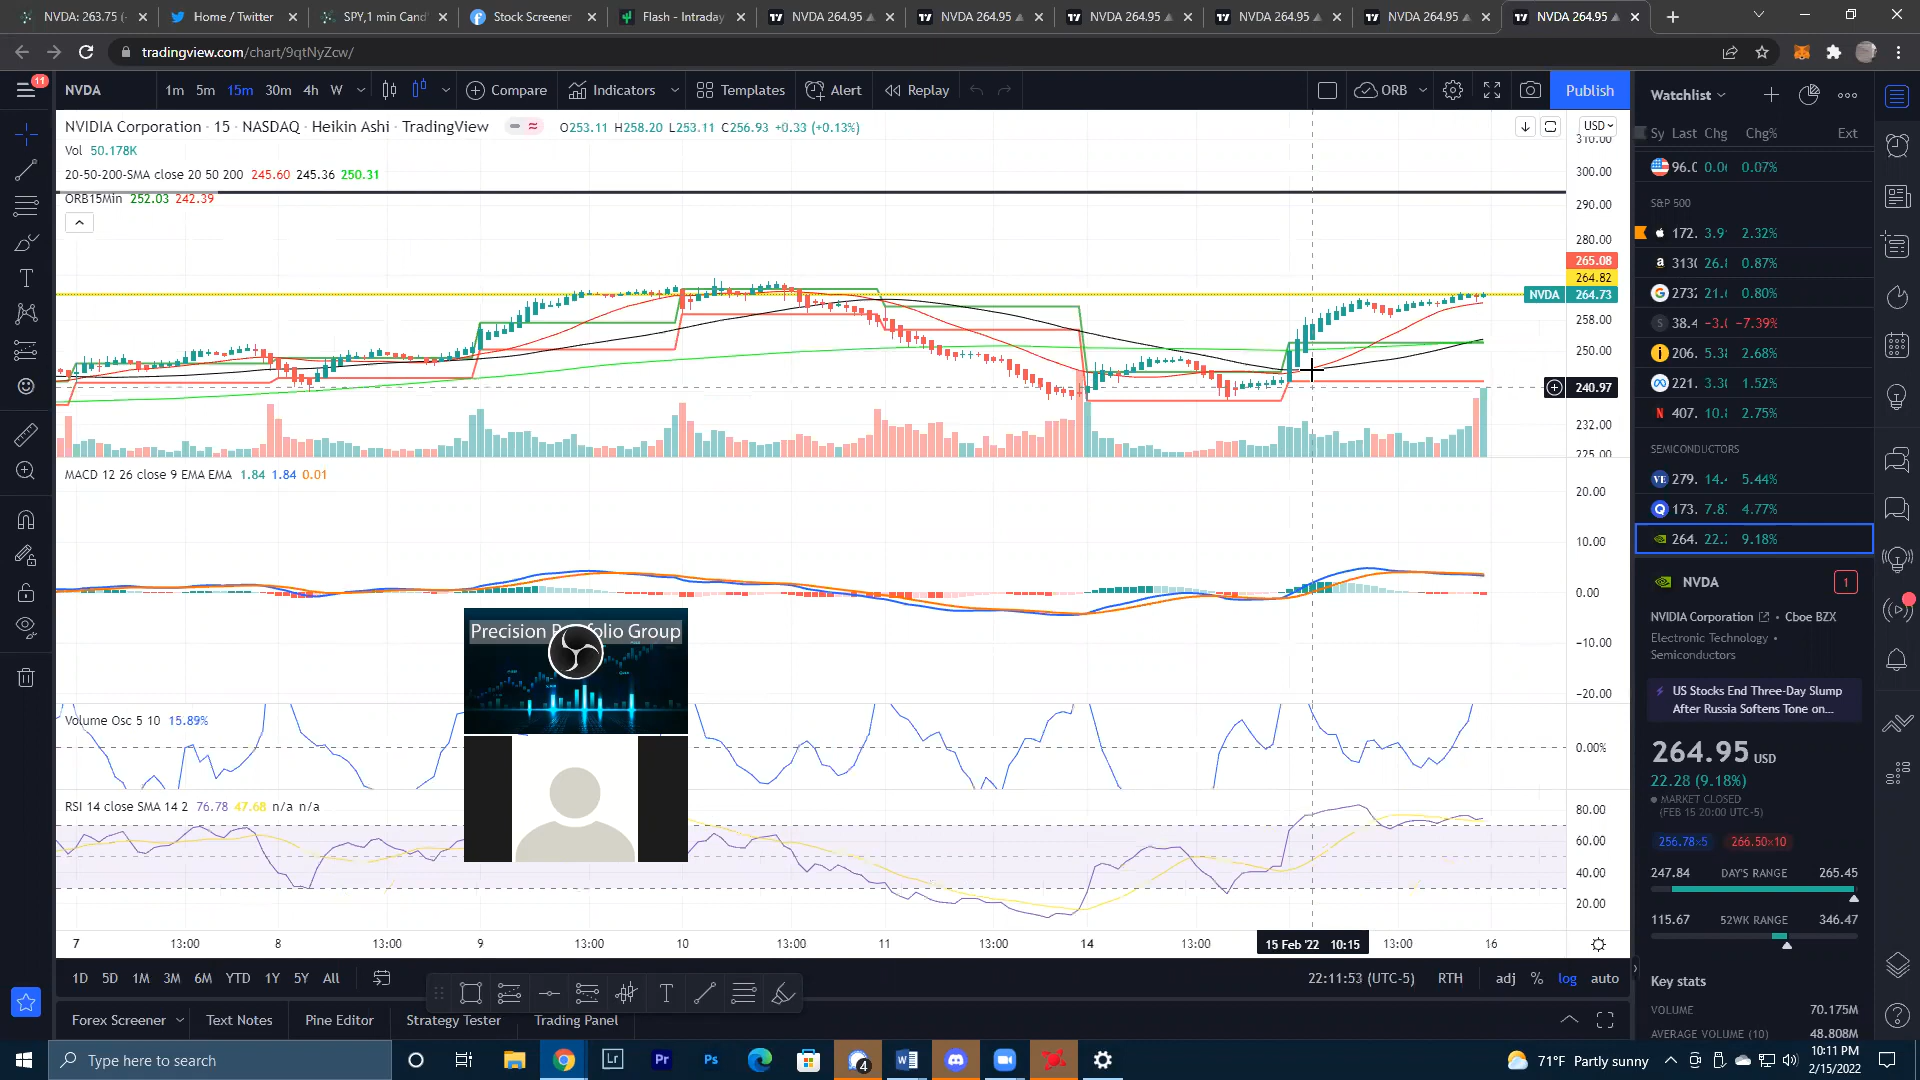 NVDA: 263.75 (
Home / Twitter
SPY,1 min Cand
Stock Screener
Flash - Intraday
NVDA 264.95
NVDA 264.95
NVDA 264.95
NVDA 264.95
NVDA 264.95
NVDA 264.95
tradingview.com/chart/9qtNyZcw/
11
NVDA
1m 5m 15m 30m 4h W
Compare
Indicators
Templates
Alert
Replay
ORB
Publish
NVIDIA Corporation · 15 · NASDAQ · Heikin Ashi · TradingView
O253.11 H258.20 L253.11 C256.93 +0.33 (+0.13%)
Vol 50.178K
20-50-200-SMA close 20 50 200 245.60 245.36 250.31
ORB15Min 252.03 242.39
USD
310.00
300.00
290.00
280.00
265.08
264.82
NVDA 264.73
258.00
250.00
240.97
232.00
225.00
MACD 12 26 close 9 EMA EMA 1.84 1.84 0.01
20.00
10.00
0.00
−10.00
−20.00
Precision Portfolio Group
Volume Osc 5 10 15.89%
0.00%
RSI 14 close SMA 14 2 76.78 47.68 n/a n/a
80.00
60.00
40.00
20.00
7 13:00 8 13:00 9 13:00 10 13:00 11 13:00 14 13:00 15 Feb '22 10:15 13:00 16
1D 5D 1M 3M 6M YTD 1Y 5Y All
22:11:53 (UTC-5) RTH adj % log auto
Forex Screener
Text Notes
Pine Editor
Strategy Tester
Trading Panel
Watchlist
Sy Last Chg Chg% Ext
96.0 0.06 0.07%
S&P 500
172. 3.9 2.32%
3130 26.8 0.87%
2732 21.6 0.80%
38.4 −3.0 −7.39%
206. 5.38 2.68%
221. 3.30 1.52%
407. 10.8 2.75%
SEMICONDUCTORS
279. 14.4 5.44%
173. 7.8 4.77%
264. 22.2 9.18%
NVDA
1
NVIDIA Corporation • Cboe BZX
Electronic Technology •
Semiconductors
US Stocks End Three-Day Slump
After Russia Softens Tone on...
264.95 USD
22.28 (9.18%)
MARKET CLOSED
(FEB 15 20:00 UTC-5)
256.78×5 266.50×10
247.84 DAY'S RANGE 265.45
115.67 52WK RANGE 346.47
Key stats
VOLUME 70.175M
AVERAGE VOLUME (10) 48.808M
Type here to search
Lr
Pr
Ps
4
71°F Partly sunny
10:11 PM
2/15/2022